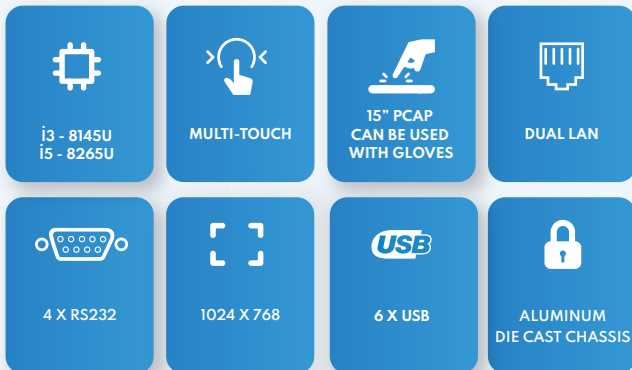 i3 - 8145U
i5 - 8265U
MULTI-TOUCH
15” PCAP
CAN BE USED
WITH GLOVES
DUAL LAN
4 X RS232
1024 X 768
USB
6 X USB
ALUMINUM
DIE CAST CHASSIS